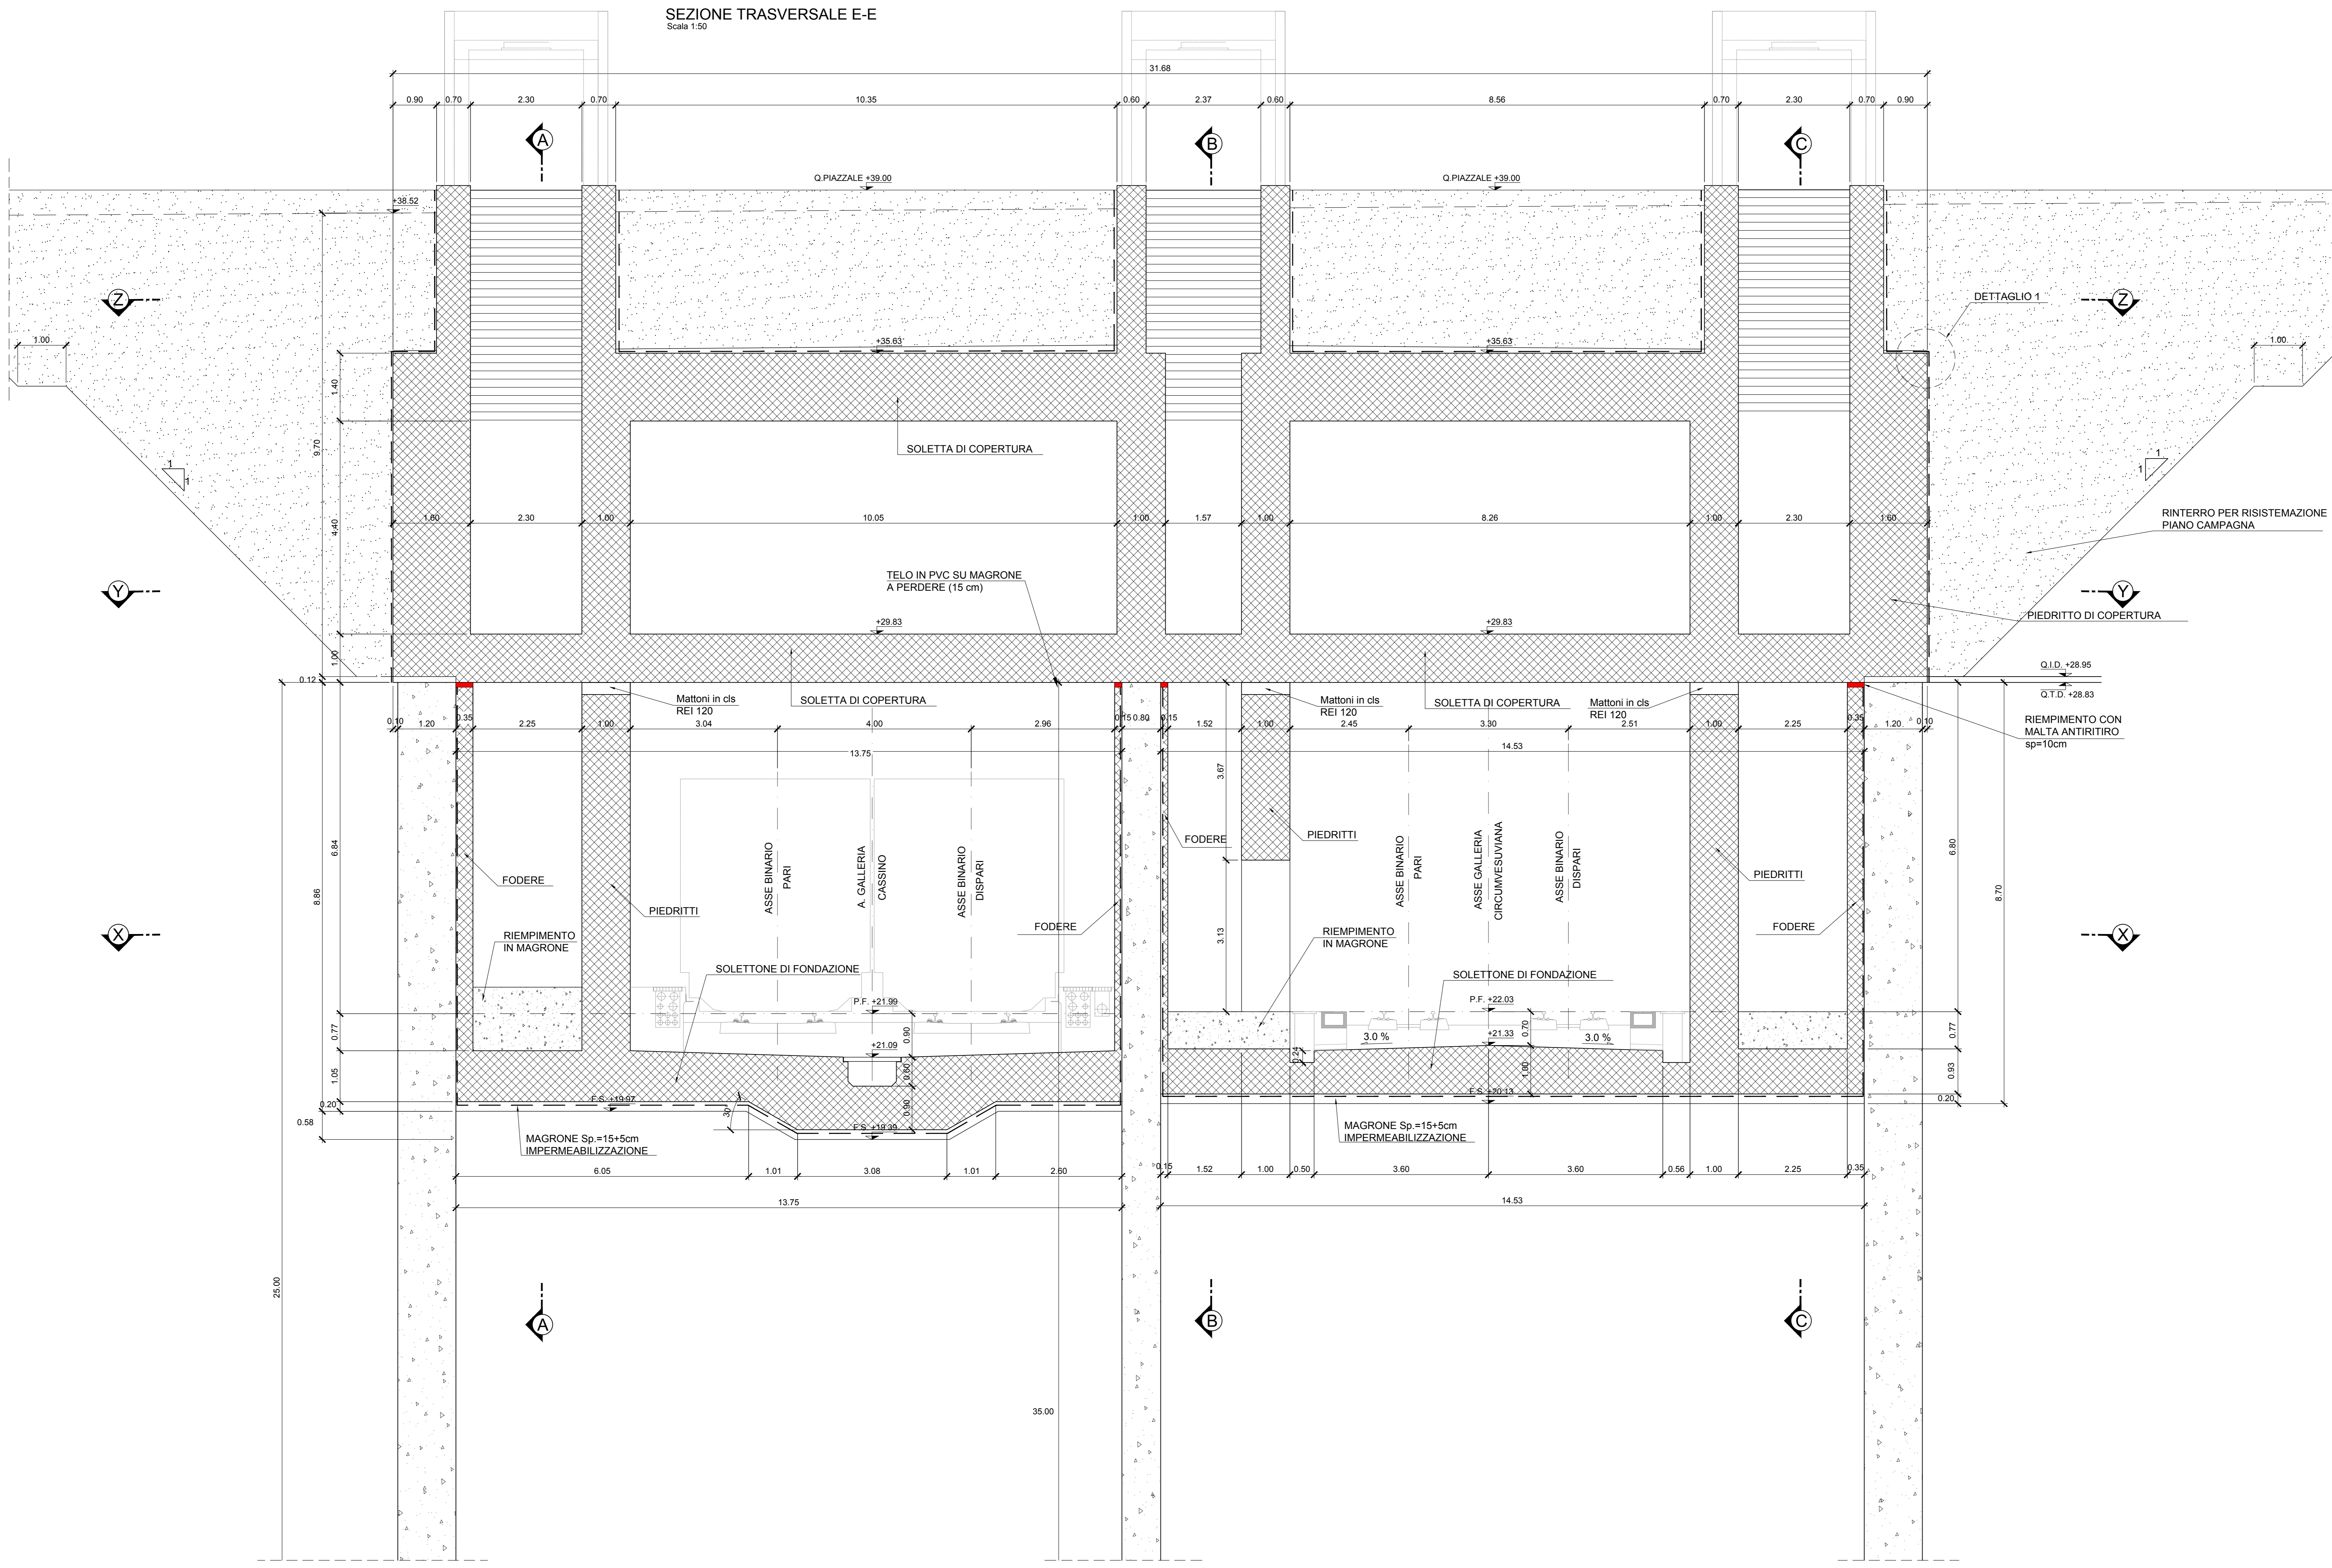 SEZIONE TRASVERSALE E-E
Scala 1:50
31.68
0.90 0.70 2.30 0.70 10.35 0.60 2.37 0.60 8.56 0.70 2.30 0.70 0.90
A B C
Q.PIAZZALE +39.00 Q.PIAZZALE +39.00
+38.52
Z Z
DETTAGLIO 1
1.00 +35.63 +35.63 1.00
1.40
9.70
SOLETTA DI COPERTURA
1
1
1
1
4.40
1.60 2.30 1.00 10.05 1.00 1.57 1.00 8.26 1.00 2.30 1.60
RINTERRO PER RISISTEMAZIONE
PIANO CAMPAGNA
TELO IN PVC SU MAGRONE
A PERDERE (15 cm)
Y Y
PIEDRITTO DI COPERTURA
+29.83 +29.83
1.00
Q.I.D. +28.95
0.12
Q.T.D. +28.83
Mattoni in cls
REI 120
SOLETTA DI COPERTURA
Mattoni in cls
REI 120
SOLETTA DI COPERTURA
Mattoni in cls
REI 120
0.10 1.20 0.35 2.25 1.00 3.04 4.00 2.96 0.15 0.80 0.15 1.52 1.00 2.45 3.30 2.51 1.00 2.25 0.35 1.20 0.10
RIEMPIMENTO CON
MALTA ANTIRITIRO
sp=10cm
13.75 14.53
3.67
6.84
8.86
6.80
8.70
FODERE
PIEDRITTI
ASSE BINARIO
PARI
A. GALLERIA
CASSINO
ASSE BINARIO
DISPARI
FODERE
FODERE
PIEDRITTI
ASSE BINARIO
PARI
ASSE GALLERIA
CIRCUMVESUVIANA
ASSE BINARIO
DISPARI
PIEDRITTI
FODERE
X X
3.13
RIEMPIMENTO
IN MAGRONE
RIEMPIMENTO
IN MAGRONE
SOLETTONE DI FONDAZIONE
SOLETTONE DI FONDAZIONE
P.F. +21.99 P.F. +22.03
0.77 0.90 0.70 0.77
+21.09 +21.33
3.0 % 3.0 %
0.24
1.05 0.60 1.00 0.93
F.S. +19.97 F.S. +20.13
0.20 0.90 0.20
30°
0.58
F.S. +19.39
MAGRONE Sp.=15+5cm
IMPERMEABILIZZAZIONE
MAGRONE Sp.=15+5cm
IMPERMEABILIZZAZIONE
6.05 1.01 3.08 1.01 2.60 0.15 1.52 1.00 0.50 3.60 3.60 0.56 1.00 2.25 0.35
13.75 14.53
25.00
A B C
35.00